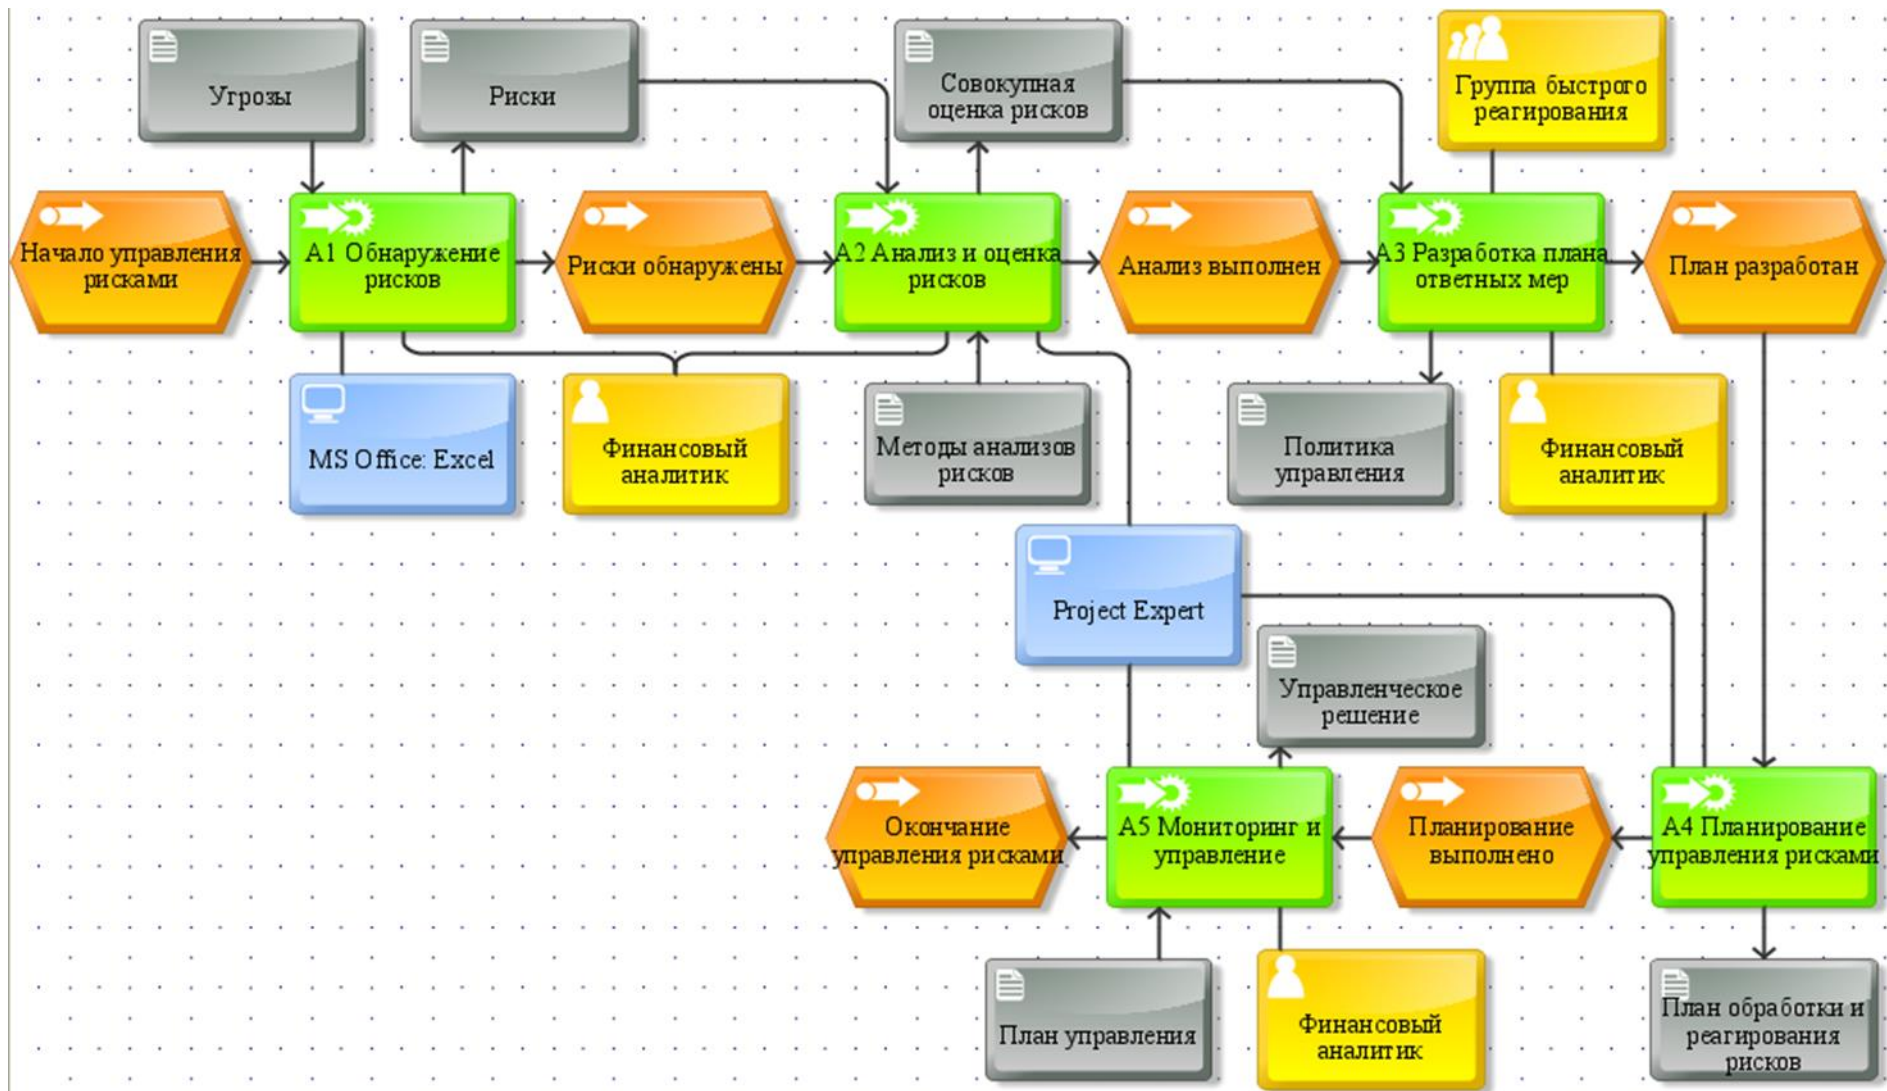 Угрозы
Риски
Совокупная
оценка рисков
Группа быстрого
реагирования
Начало управления
рисками
А1 Обнаружение
рисков
Риски обнаружены
А2 Анализ и оценка
рисков
Анализ выполнен
А3 Разработка плана
ответных мер
План разработан
MS Office: Excel
Финансовый
аналитик
Методы анализов
рисков
Политика
управления
Финансовый
аналитик
Project Expert
Управленческое
решение
Окончание
управления рисками
А5 Мониторинг и
управление
Планирование
выполнено
А4 Планирование
управления рисками
План управления
Финансовый
аналитик
План обработки и
реагирования
рисков